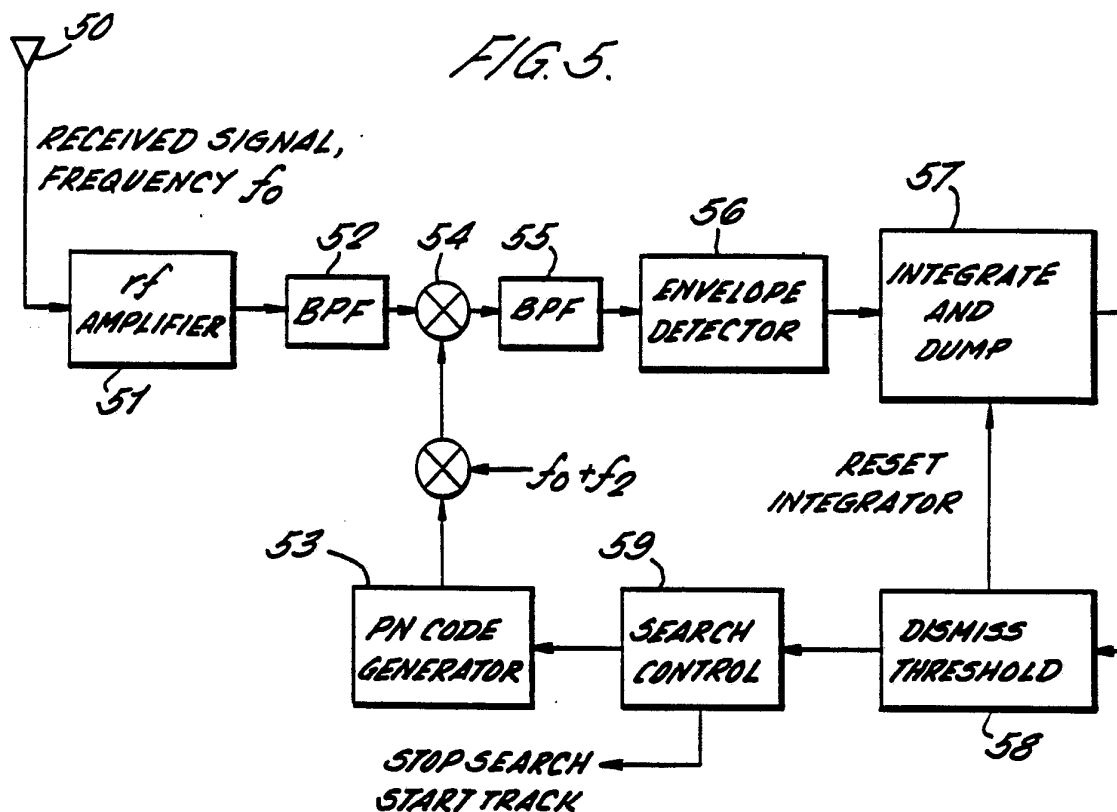 50
FIG. 5.
RECEIVED SIGNAL,
FREQUENCY f0
rf
AMPLIFIER
51
52
BPF
54
55
BPF
56
ENVELOPE
DETECTOR
57
INTEGRATE
AND
DUMP
f0+f2
RESET
INTEGRATOR
53
PN CODE
GENERATOR
59
SEARCH
CONTROL
DISMISS
THRESHOLD
58
STOP SEARCH
START TRACK